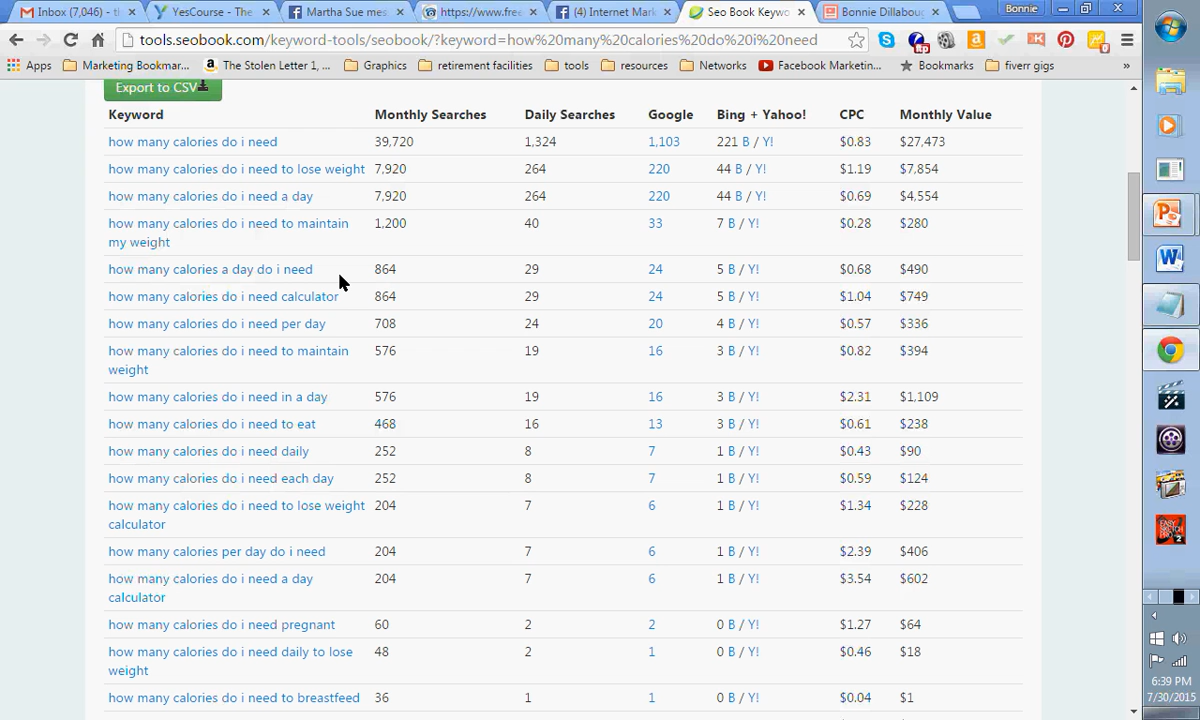 Inbox (7,046) - th
YesCourse - The
Martha Sue mes
https://www.free
(4) Internet Mark
Seo Book Keywo
Bonnie Dillaboug
Bonnie
tools.seobook.com/keyword-tools/seobook/?keyword=how%20many%20calories%20do%20i%20need
Apps
Marketing Bookmar...
The Stolen Letter 1, ...
Graphics
retirement facilities
tools
resources
Networks
Facebook Marketin...
Bookmarks
fiverr gigs
»
Export to CSV
Keyword Monthly Searches Daily Searches Google Bing + Yahoo! CPC Monthly Value
how many calories do i need 39,720 1,324 1,103 221 B / Y! $0.83 $27,473
how many calories do i need to lose weight 7,920 264 220 44 B / Y! $1.19 $7,854
how many calories do i need a day 7,920 264 220 44 B / Y! $0.69 $4,554
how many calories do i need to maintain 1,200 40 33 7 B / Y! $0.28 $280
my weight
how many calories a day do i need 864 29 24 5 B / Y! $0.68 $490
how many calories do i need calculator 864 29 24 5 B / Y! $1.04 $749
how many calories do i need per day 708 24 20 4 B / Y! $0.57 $336
how many calories do i need to maintain 576 19 16 3 B / Y! $0.82 $394
weight
how many calories do i need in a day 576 19 16 3 B / Y! $2.31 $1,109
how many calories do i need to eat 468 16 13 3 B / Y! $0.61 $238
how many calories do i need daily 252 8 7 1 B / Y! $0.43 $90
how many calories do i need each day 252 8 7 1 B / Y! $0.59 $124
how many calories do i need to lose weight 204 7 6 1 B / Y! $1.34 $228
calculator
how many calories per day do i need 204 7 6 1 B / Y! $2.39 $406
how many calories do i need a day 204 7 6 1 B / Y! $3.54 $602
calculator
how many calories do i need pregnant 60 2 2 0 B / Y! $1.27 $64
how many calories do i need daily to lose 48 2 1 0 B / Y! $0.46 $18
weight
how many calories do i need to breastfeed 36 1 1 0 B / Y! $0.04 $1
6:39 PM
7/30/2015